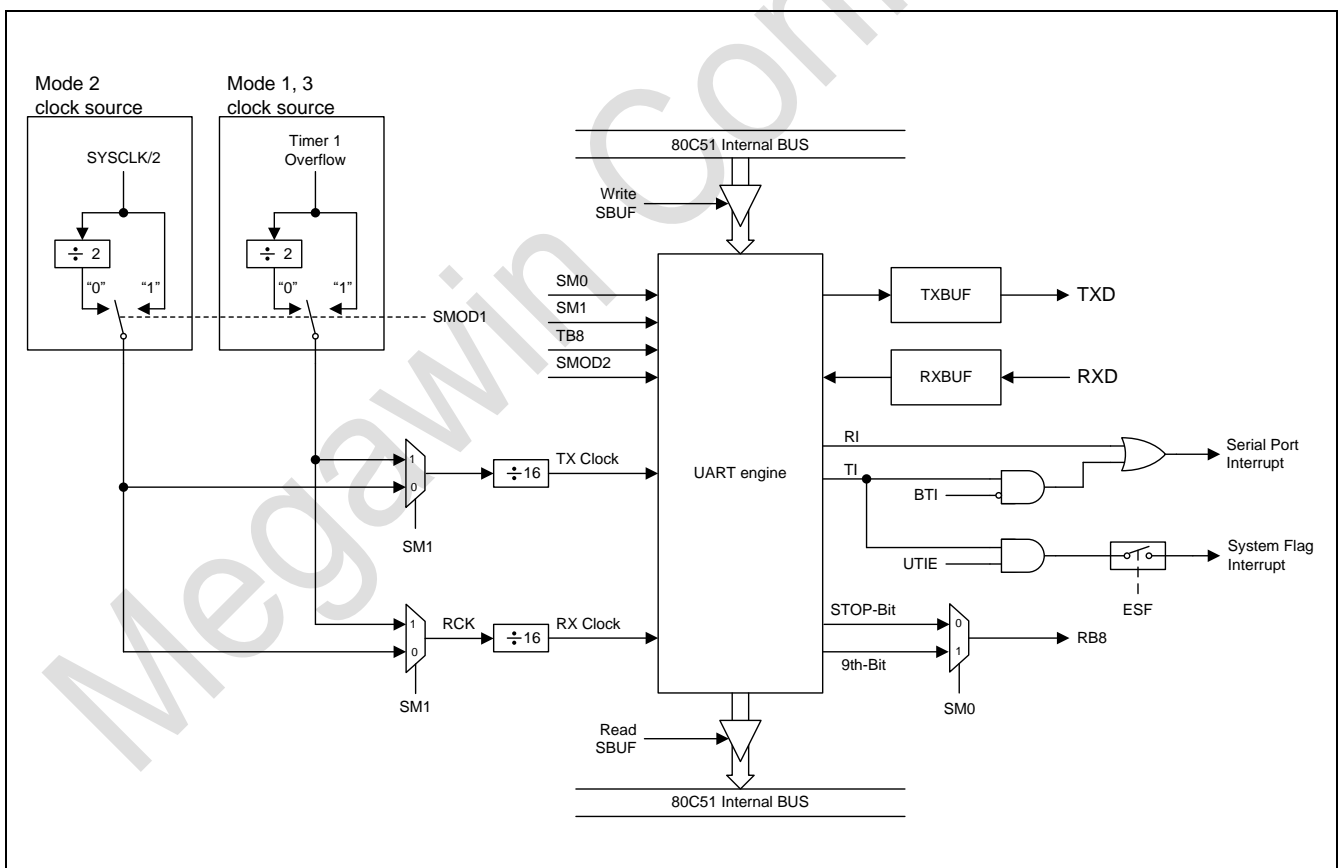 Mode 2
clock source
Mode 1, 3
clock source
SYSCLK/2
Timer 1
Overflow
÷ 2
÷ 2
“0”
“1”
“0”
“1”
SMOD1
80C51 Internal BUS
Write
SBUF
SM0
SM1
TB8
SMOD2
UART engine
TXBUF
TXD
RXBUF
RXD
1
0
SM1
÷16
TX Clock
RI
TI
BTI
Serial Port
Interrupt
UTIE
ESF
System Flag
Interrupt
1
0
SM1
RCK
÷16
RX Clock
STOP-Bit
9th-Bit
0
1
SM0
RB8
Read
SBUF
80C51 Internal BUS
Megawin Con